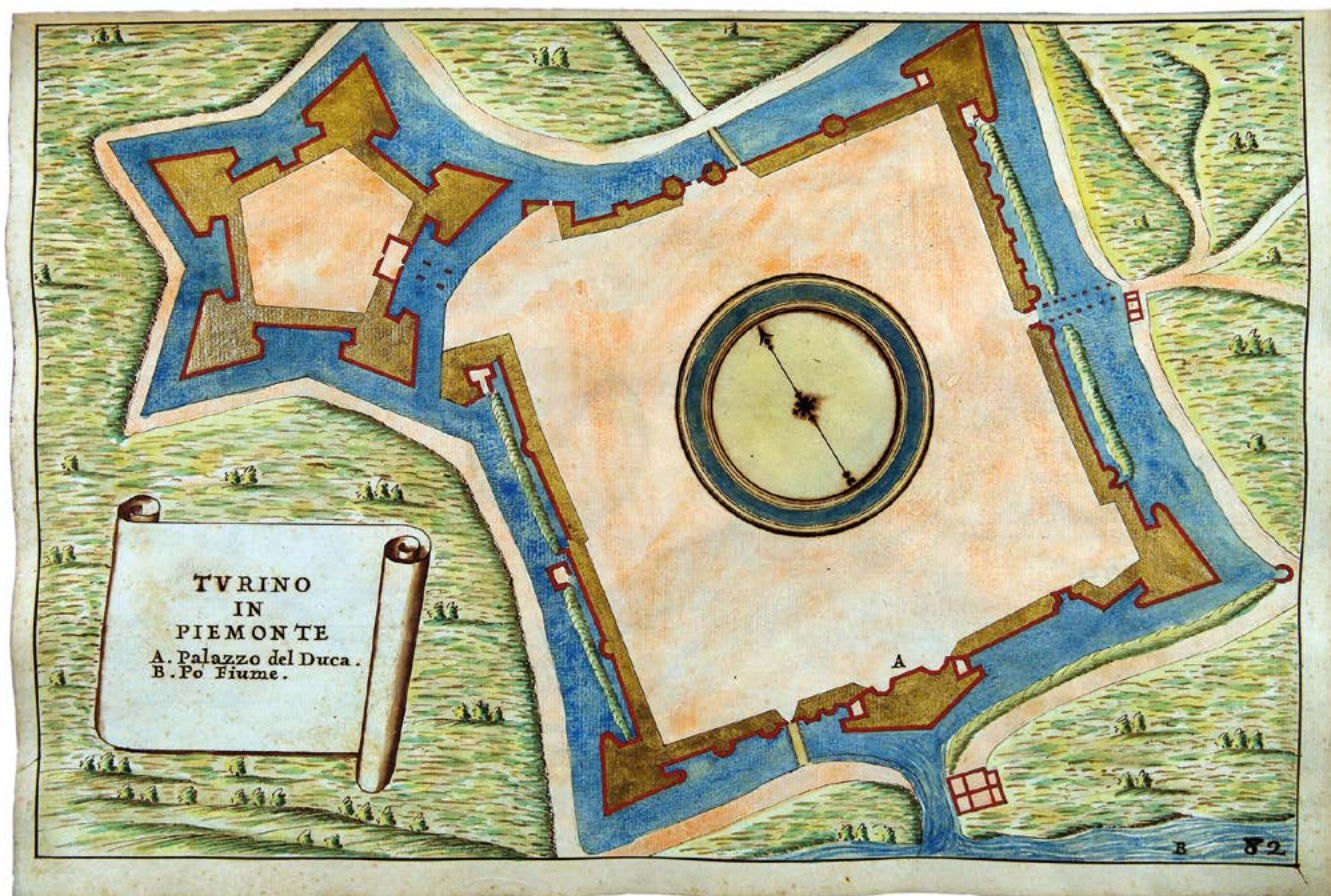 TVRINO
IN
PIEMONTE
A. Palazzo del Duca.
B. Po Fiume.
A
B 82